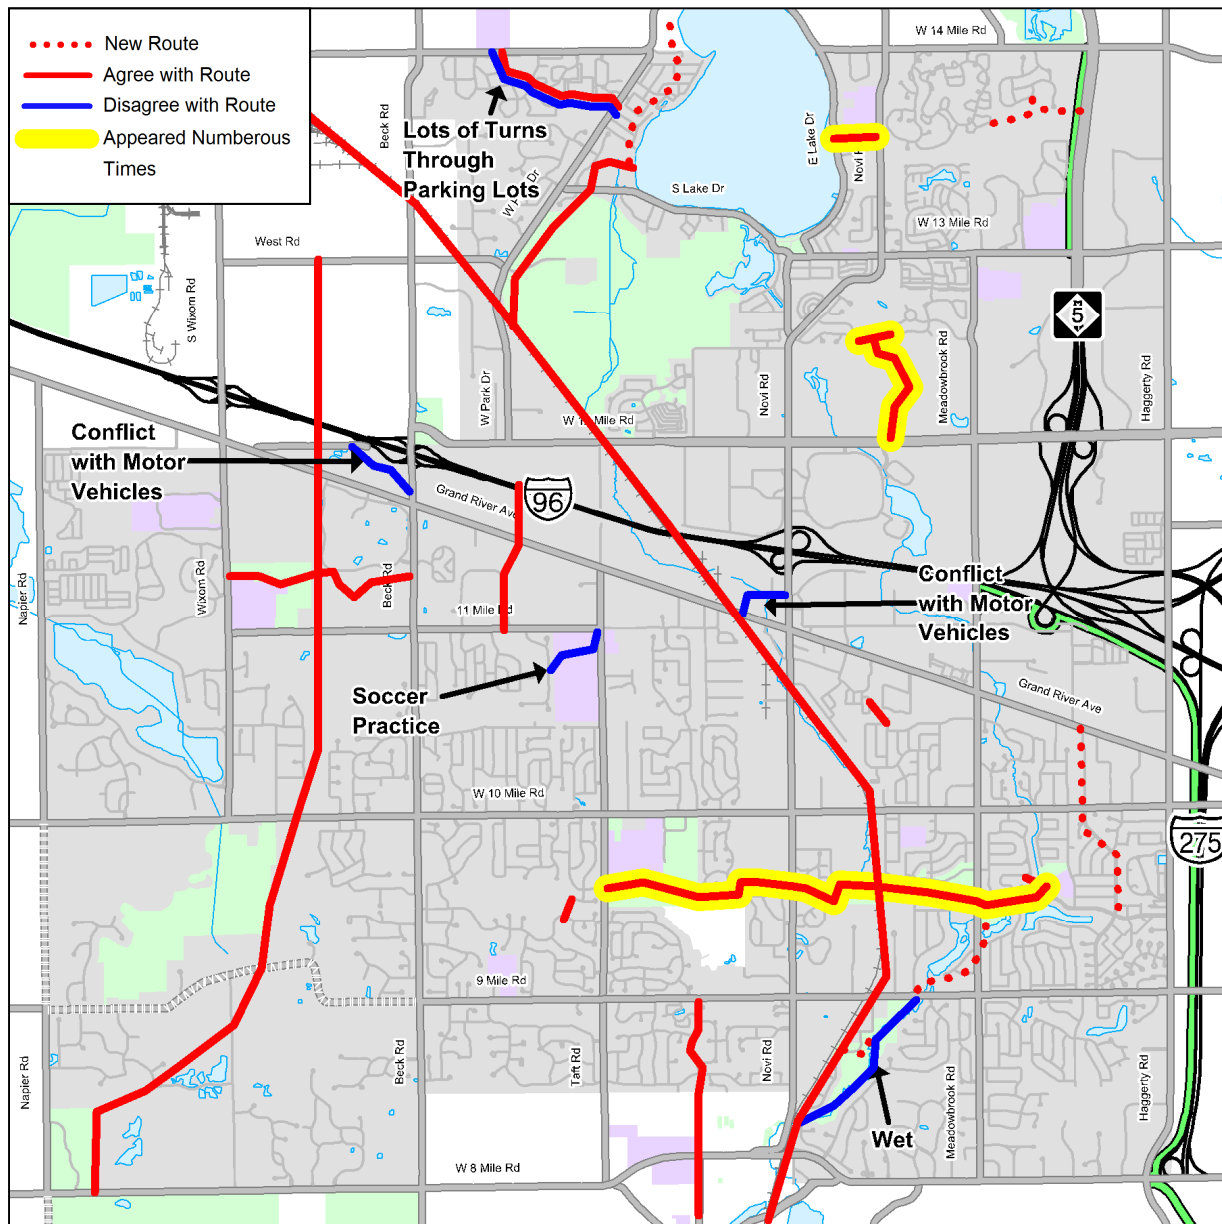 New Route
Agree with Route
Disagree with Route
Appeared Numberous
Times
W 14 Mile Rd
Beck Rd
Lots of Turns
Through
Parking Lots
E Lake Dr
S Lake Dr
W 13 Mile Rd
West Rd
S Wixom Rd
M
5
W Park Dr
Novi Rd
Meadowbrook Rd
Haggerty Rd
Conflict
with Motor
Vehicles
96
Grand River Ave
Napier Rd
Wixom Rd
Beck Rd
11 Mile Rd
Conflict
with Motor
Vehicles
Soccer
Practice
Grand River Ave
W 10 Mile Rd
275
9 Mile Rd
Napier Rd
Beck Rd
Taft Rd
Novi Rd
Meadowbrook Rd
Haggerty Rd
Wet
W 8 Mile Rd